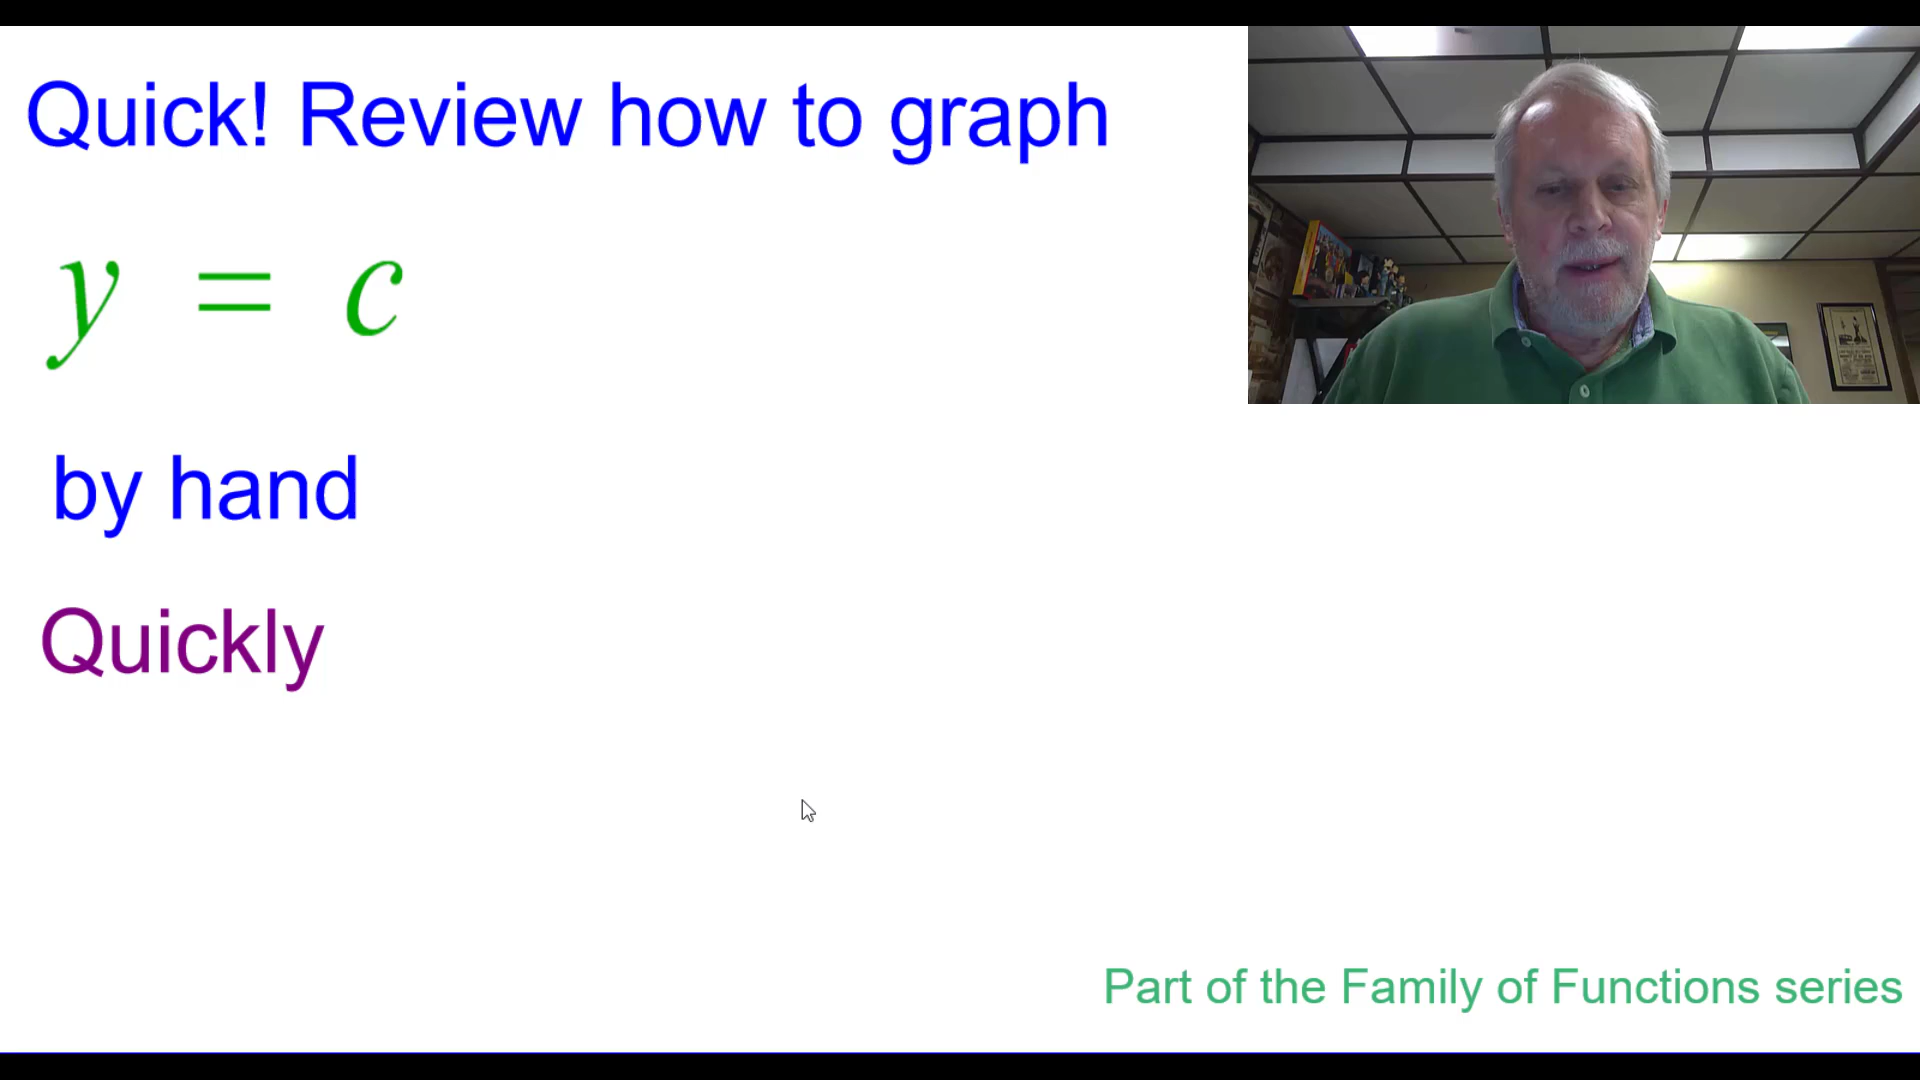 Quick! Review how to graph
y = c
by hand
Quickly
Part of the Family of Functions series